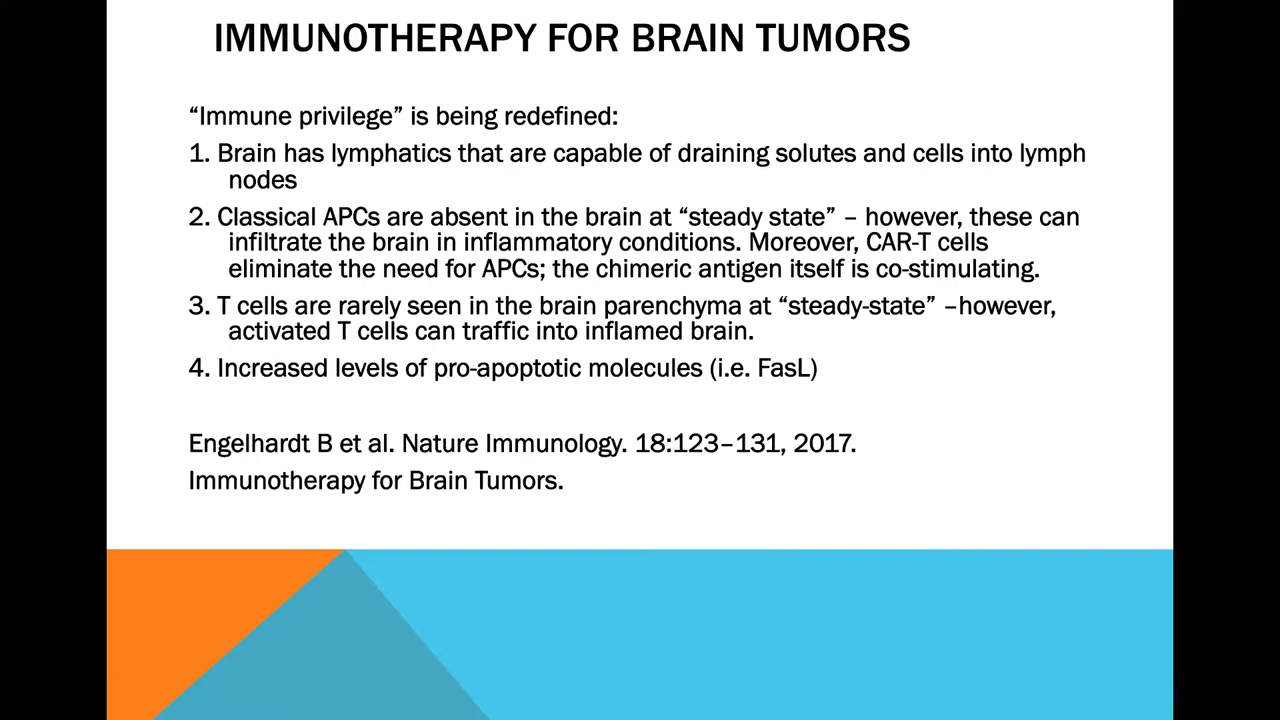 IMMUNOTHERAPY FOR BRAIN TUMORS
“Immune privilege” is being redefined:
1. Brain has lymphatics that are capable of draining solutes and cells into lymph
nodes
2. Classical APCs are absent in the brain at “steady state” – however, these can
infiltrate the brain in inflammatory conditions. Moreover, CAR-T cells
eliminate the need for APCs; the chimeric antigen itself is co-stimulating.
3. T cells are rarely seen in the brain parenchyma at “steady-state” –however,
activated T cells can traffic into inflamed brain.
4. Increased levels of pro-apoptotic molecules (i.e. FasL)
Engelhardt B et al. Nature Immunology. 18:123–131, 2017.
Immunotherapy for Brain Tumors.